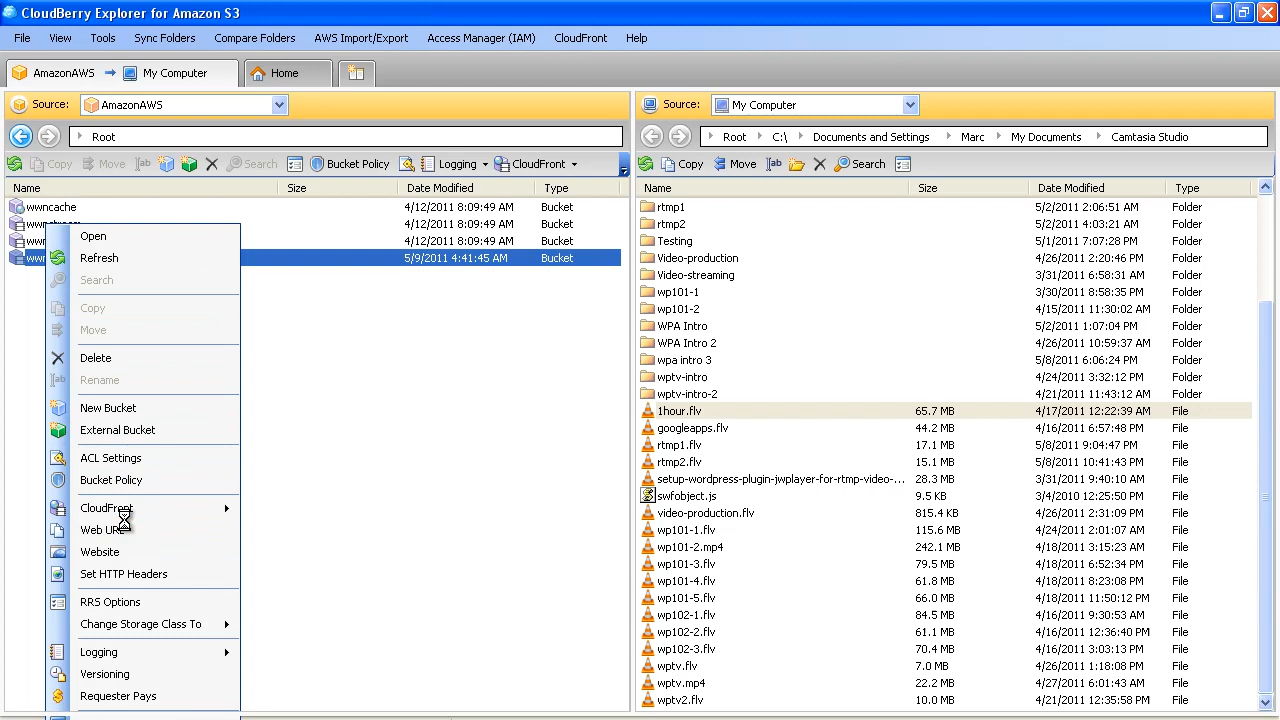 CloudBerry Explorer for Amazon S3
File View Tools Sync Folders Compare Folders AWS Import/Export Access Manager (IAM) CloudFront Help
AmazonAWS My Computer Home
Source: AmazonAWS
Root
Copy Move Search Bucket Policy Logging CloudFront
Name Size Date Modified Type
wwncache 4/12/2011 8:09:49 AM Bucket
4/12/2011 8:09:49 AM Bucket
4/12/2011 8:09:49 AM Bucket
5/9/2011 4:41:45 AM Bucket
Open
Refresh
Search
Copy
Move
Delete
Rename
New Bucket
External Bucket
ACL Settings
Bucket Policy
CloudFront
Web URL
Website
Set HTTP Headers
RRS Options
Change Storage Class To
Logging
Versioning
Requester Pays
Source: My Computer
Root C:\ Documents and Settings Marc My Documents Camtasia Studio
Copy Move Search
Name Size Date Modified Type
rtmp1 5/2/2011 2:06:51 AM Folder
rtmp2 5/2/2011 4:03:21 AM Folder
Testing 5/1/2011 7:07:28 PM Folder
Video-production 4/26/2011 2:20:46 PM Folder
Video-streaming 3/31/2011 6:58:31 AM Folder
wp101-1 3/30/2011 8:58:35 PM Folder
wp101-2 4/15/2011 11:30:02 AM Folder
WPA Intro 5/2/2011 1:07:04 PM Folder
WPA Intro 2 4/26/2011 10:59:37 AM Folder
wpa intro 3 5/8/2011 6:06:24 PM Folder
wptv-intro 4/24/2011 3:32:12 PM Folder
wptv-intro-2 4/21/2011 11:43:12 AM Folder
1hour.flv 65.7 MB 4/17/2011 12:22:39 AM File
googleapps.flv 44.2 MB 4/16/2011 6:57:48 PM File
rtmp1.flv 17.1 MB 5/8/2011 9:04:47 PM File
rtmp2.flv 15.1 MB 5/8/2011 10:41:43 PM File
setup-wordpress-plugin-jwplayer-for-rtmp-video-... 28.3 MB 3/31/2011 9:40:10 AM File
swfobject.js 9.5 KB 3/4/2010 12:25:50 PM File
video-production.flv 815.4 KB 4/26/2011 2:31:09 PM File
wp101-1.flv 115.6 MB 4/24/2011 2:01:07 AM File
wp101-2.mp4 242.1 MB 4/18/2011 3:15:23 AM File
wp101-3.flv 79.5 MB 4/18/2011 6:52:34 PM File
wp101-4.flv 61.8 MB 4/18/2011 8:23:08 PM File
wp101-5.flv 66.0 MB 4/18/2011 11:50:12 PM File
wp102-1.flv 84.5 MB 4/16/2011 9:30:53 AM File
wp102-2.flv 61.1 MB 4/16/2011 12:36:40 PM File
wp102-3.flv 70.4 MB 4/16/2011 3:03:13 PM File
wptv.flv 7.0 MB 4/26/2011 1:18:08 PM File
wptv.mp4 22.2 MB 4/27/2011 6:01:43 AM File
wptv2.flv 10.0 MB 4/21/2011 12:35:58 PM File